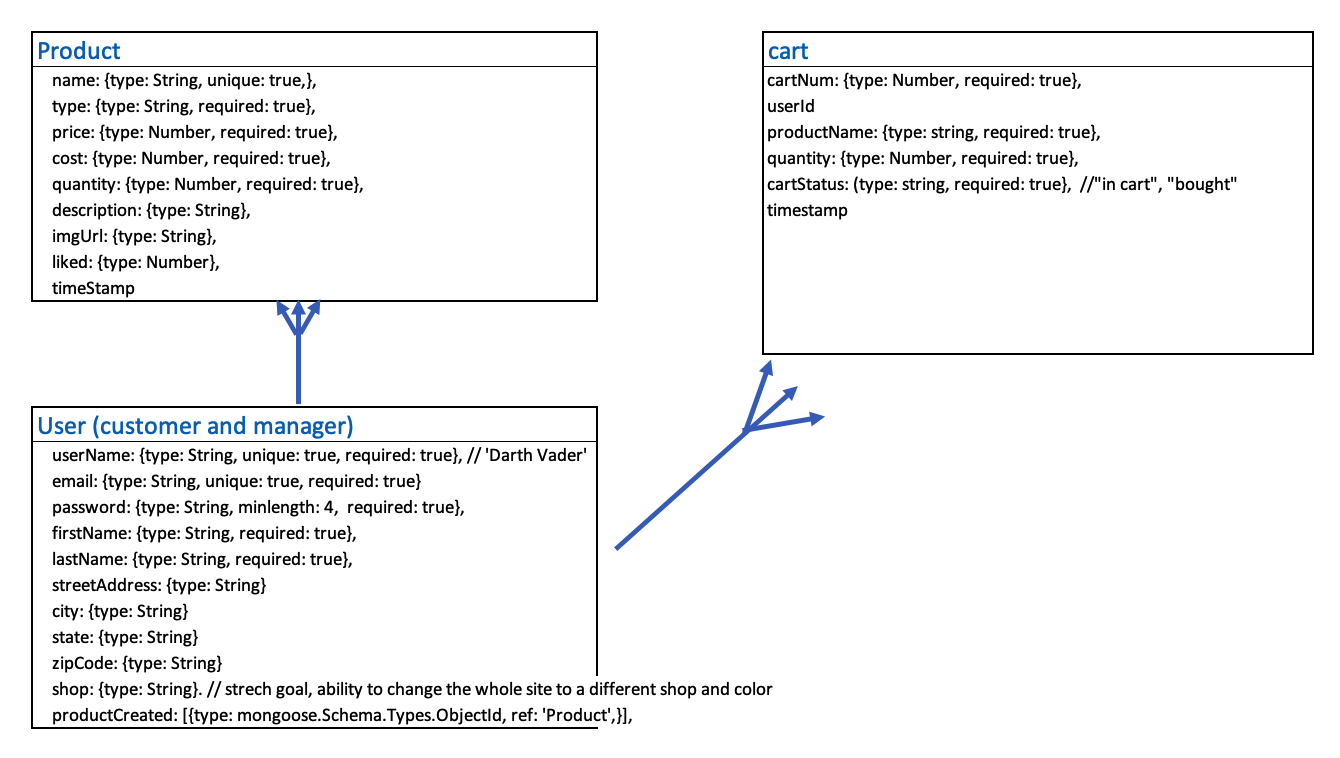 Product
name: {type: String, unique: true,},
type: {type: String, required: true},
price: {type: Number, required: true},
cost: {type: Number, required: true},
quantity: {type: Number, required: true},
description: {type: String},
imgUrl: {type: String},
liked: {type: Number},
timeStamp
cart
cartNum: {type: Number, required: true},
userId
productName: {type: string, required: true},
quantity: {type: Number, required: true},
cartStatus: (type: string, required: true},  //"in cart", "bought"
timestamp
User (customer and manager)
userName: {type: String, unique: true, required: true}, // 'Darth Vader'
email: {type: String, unique: true, required: true}
password: {type: String, minlength: 4,  required: true},
firstName: {type: String, required: true},
lastName: {type: String, required: true},
streetAddress: {type: String}
city: {type: String}
state: {type: String}
zipCode: {type: String}
shop: {type: String}. // strech goal, ability to change the whole site to a different shop and color
productCreated: [{type: mongoose.Schema.Types.ObjectId, ref: 'Product',}],